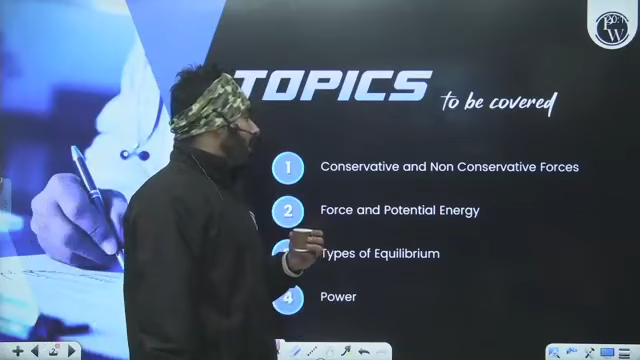 TOPICS to be covered
1 Conservative and Non Conservative Forces
2 Force and Potential Energy
Types of Equilibrium
4 Power
PW